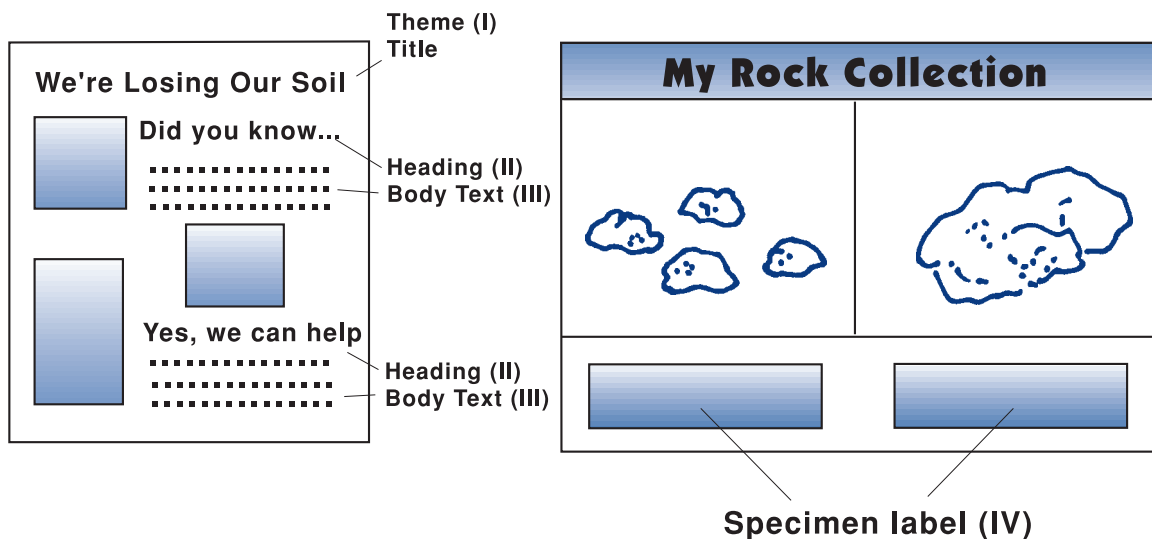 Theme (I)
Title
We're Losing Our Soil
Did you know...
Heading (II)
Body Text (III)
Yes, we can help
Heading (II)
Body Text (III)
My Rock Collection
Specimen label (IV)